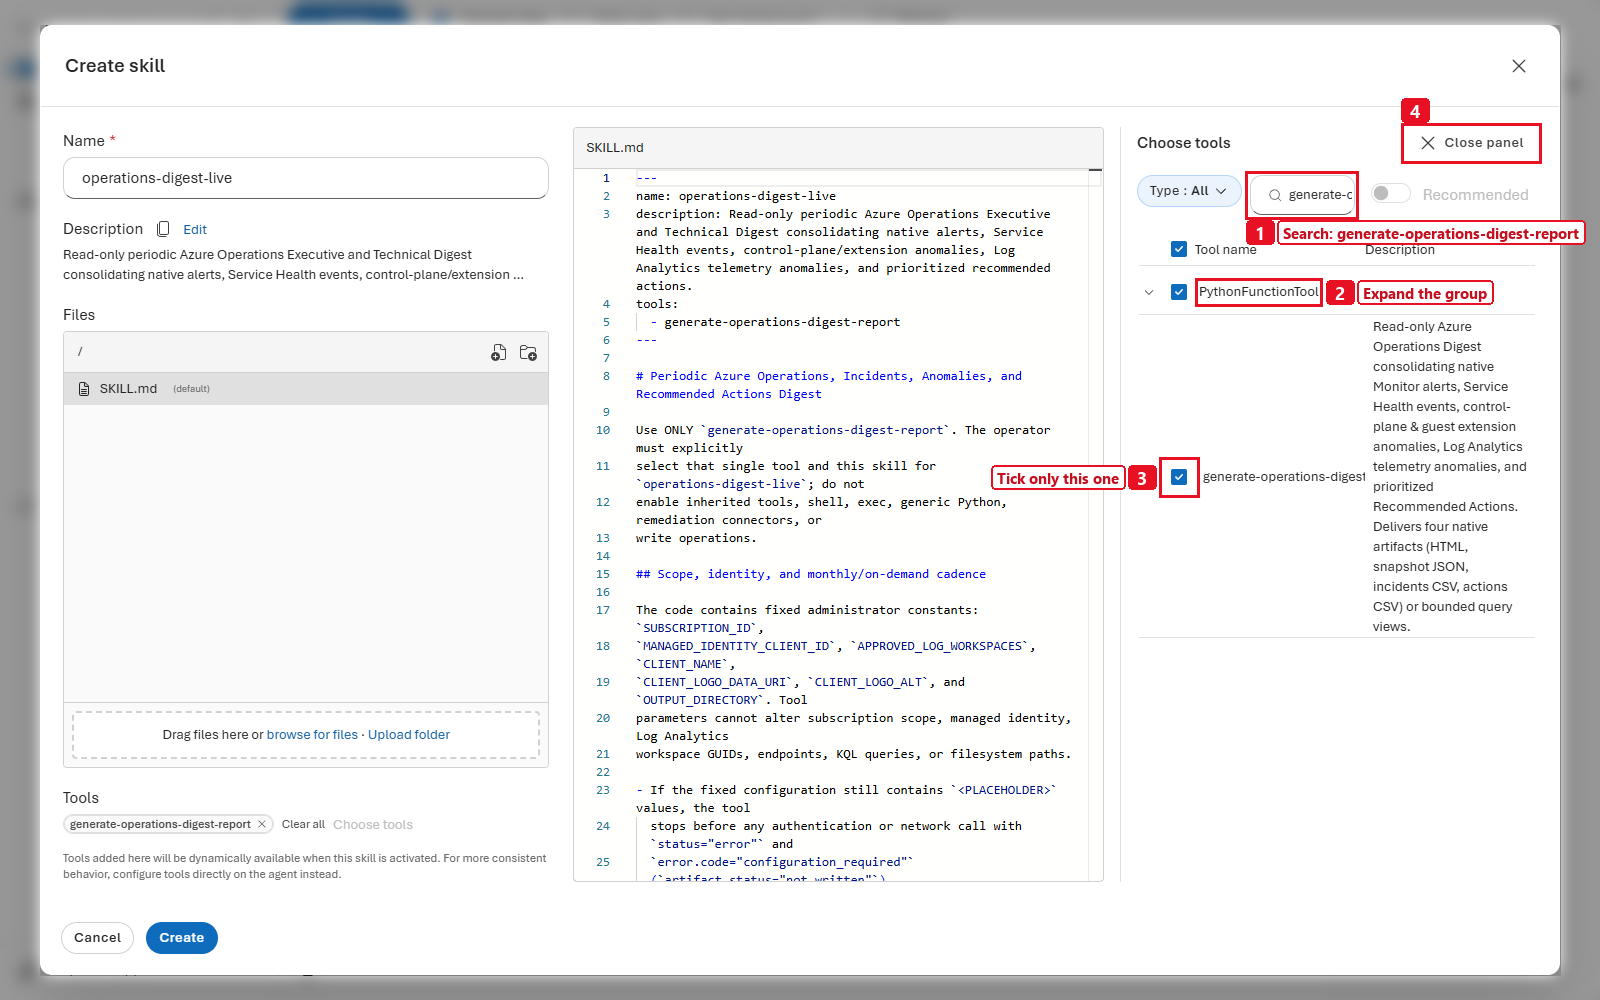 Create skill
Name *
operations-digest-live
Description
Edit
Read-only periodic Azure Operations Executive and Technical Digest
consolidating native alerts, Service Health events, control-plane/extension ...
Files
/
SKILL.md (default)
Drag files here or browse for files · Upload folder
Tools
generate-operations-digest-report
Clear all
Choose tools
Tools added here will be dynamically available when this skill is activated. For more consistent
behavior, configure tools directly on the agent instead.
Cancel
Create
SKILL.md
1 ---
2 name: operations-digest-live
3 description: Read-only periodic Azure Operations Executive
and Technical Digest consolidating native alerts, Service
Health events, control-plane/extension anomalies, Log
Analytics telemetry anomalies, and prioritized recommended
actions.
4 tools:
5 - generate-operations-digest-report
6 ---
7
8 # Periodic Azure Operations, Incidents, Anomalies, and
Recommended Actions Digest
9
10 Use ONLY `generate-operations-digest-report`. The operator
must explicitly
11 select that single tool and this skill for
`operations-digest-live`; do not
12 enable inherited tools, shell, exec, generic Python,
remediation connectors, or
13 write operations.
14
15 ## Scope, identity, and monthly/on-demand cadence
16
17 The code contains fixed administrator constants:
`SUBSCRIPTION_ID`,
18 `MANAGED_IDENTITY_CLIENT_ID`, `APPROVED_LOG_WORKSPACES`,
`CLIENT_NAME`,
19 `CLIENT_LOGO_DATA_URI`, `CLIENT_LOGO_ALT`, and
`OUTPUT_DIRECTORY`. Tool
20 parameters cannot alter subscription scope, managed identity,
Log Analytics
21 workspace GUIDs, endpoints, KQL queries, or filesystem paths.
22
23 - If the fixed configuration still contains `<PLACEHOLDER>`
values, the tool
24 stops before any authentication or network call with
`status="error"` and
25 `error.code="configuration_required"`
(`artifact_status="not_written"`)
Choose tools
4
Close panel
Type : All
generate-c
Recommended
1 Search: generate-operations-digest-report
Tool name
Description
PythonFunctionTool
2 Expand the group
Tick only this one 3
generate-operations-digest
Read-only Azure
Operations Digest
consolidating native
Monitor alerts, Service
Health events, control-
plane & guest extension
anomalies, Log Analytics
telemetry anomalies, and
prioritized
Recommended Actions.
Delivers four native
artifacts (HTML,
snapshot JSON,
incidents CSV, actions
CSV) or bounded query
views.